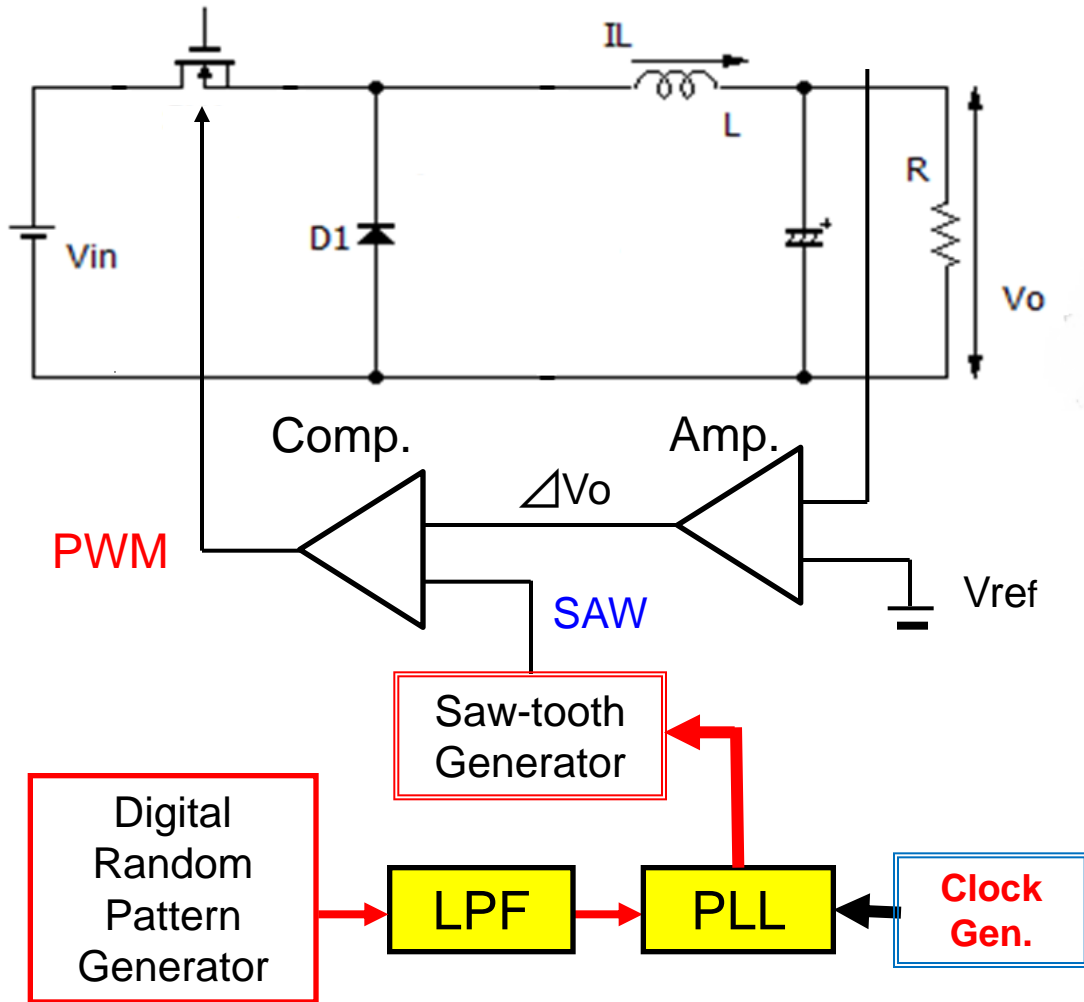 IL
L
R
Vin
D1
+
Vo
Comp.
Amp.
⊿Vo
PWM
SAW
Vref
Saw-tooth
Generator
Digital
Random
Pattern
Generator
LPF
PLL
Clock
Gen.